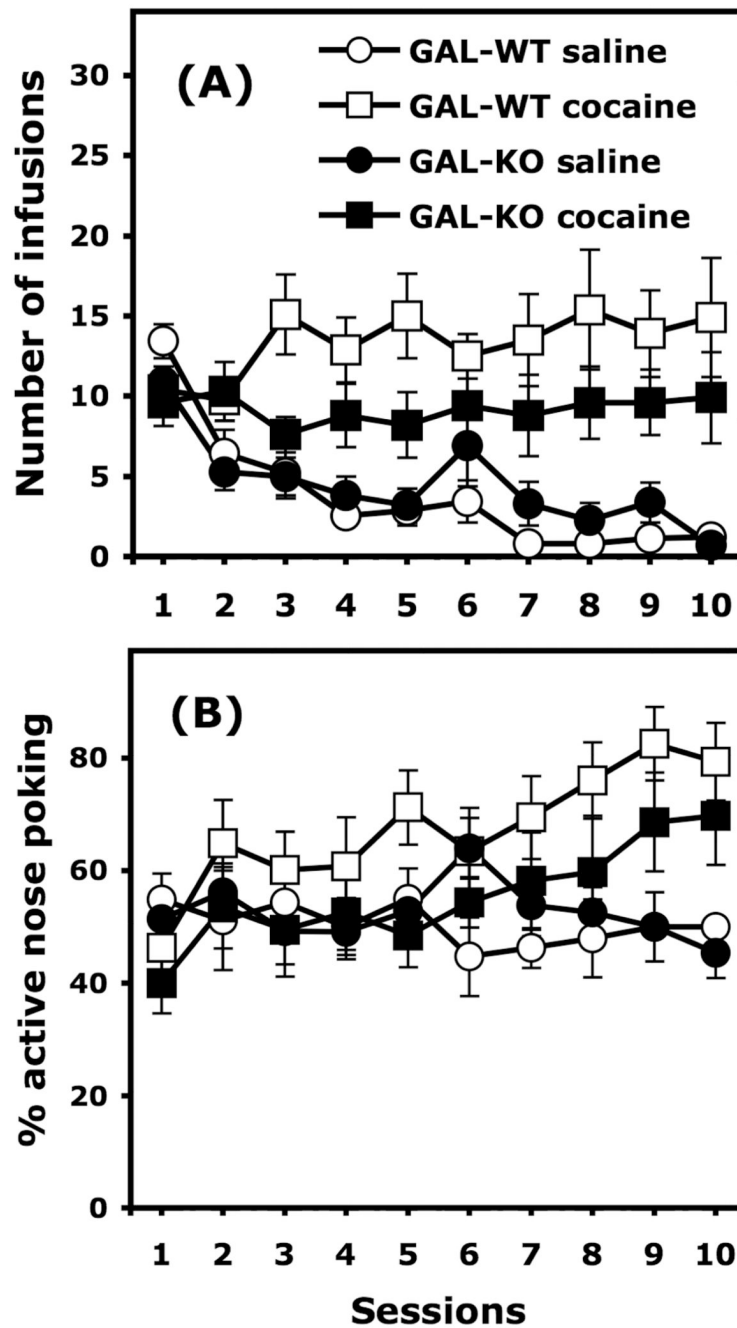 Number of infusions
(A)
GAL-WT saline
GAL-WT cocaine
GAL-KO saline
GAL-KO cocaine
30
25
20
15
10
5
0
1 2 3 4 5 6 7 8 9 10
% active nose poking
(B)
80
60
40
20
0
1 2 3 4 5 6 7 8 9 10
Sessions